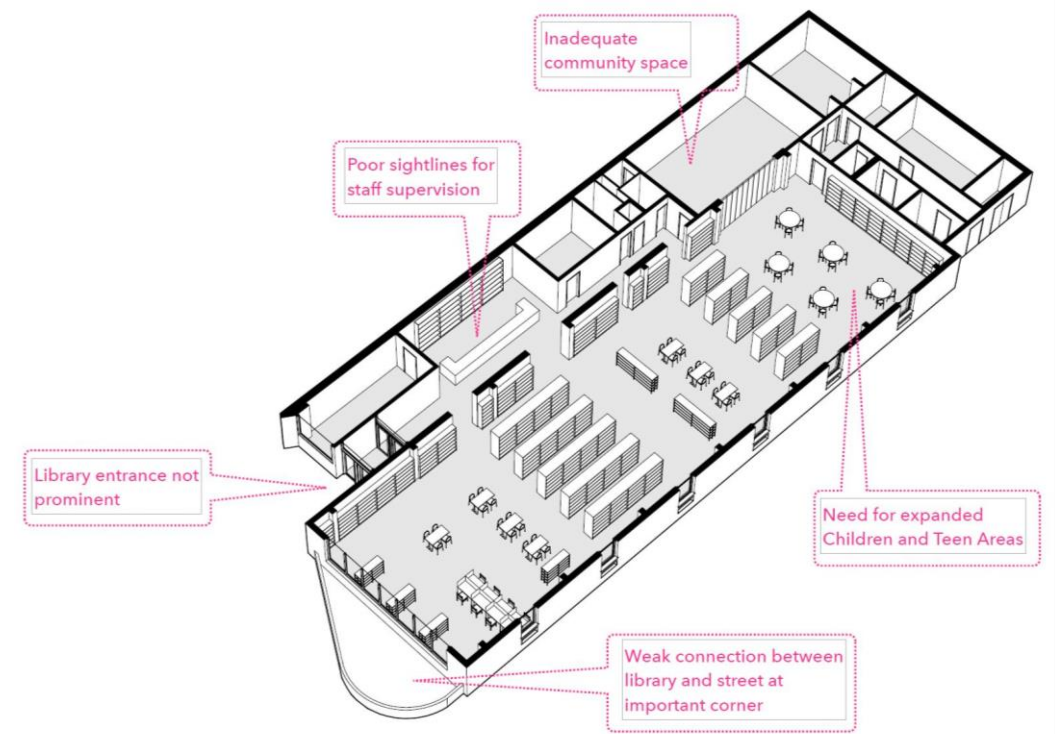 Inadequate
community space
Poor sightlines for
staff supervision
Library entrance not
prominent
Need for expanded
Children and Teen Areas
Weak connection between
library and street at
important corner